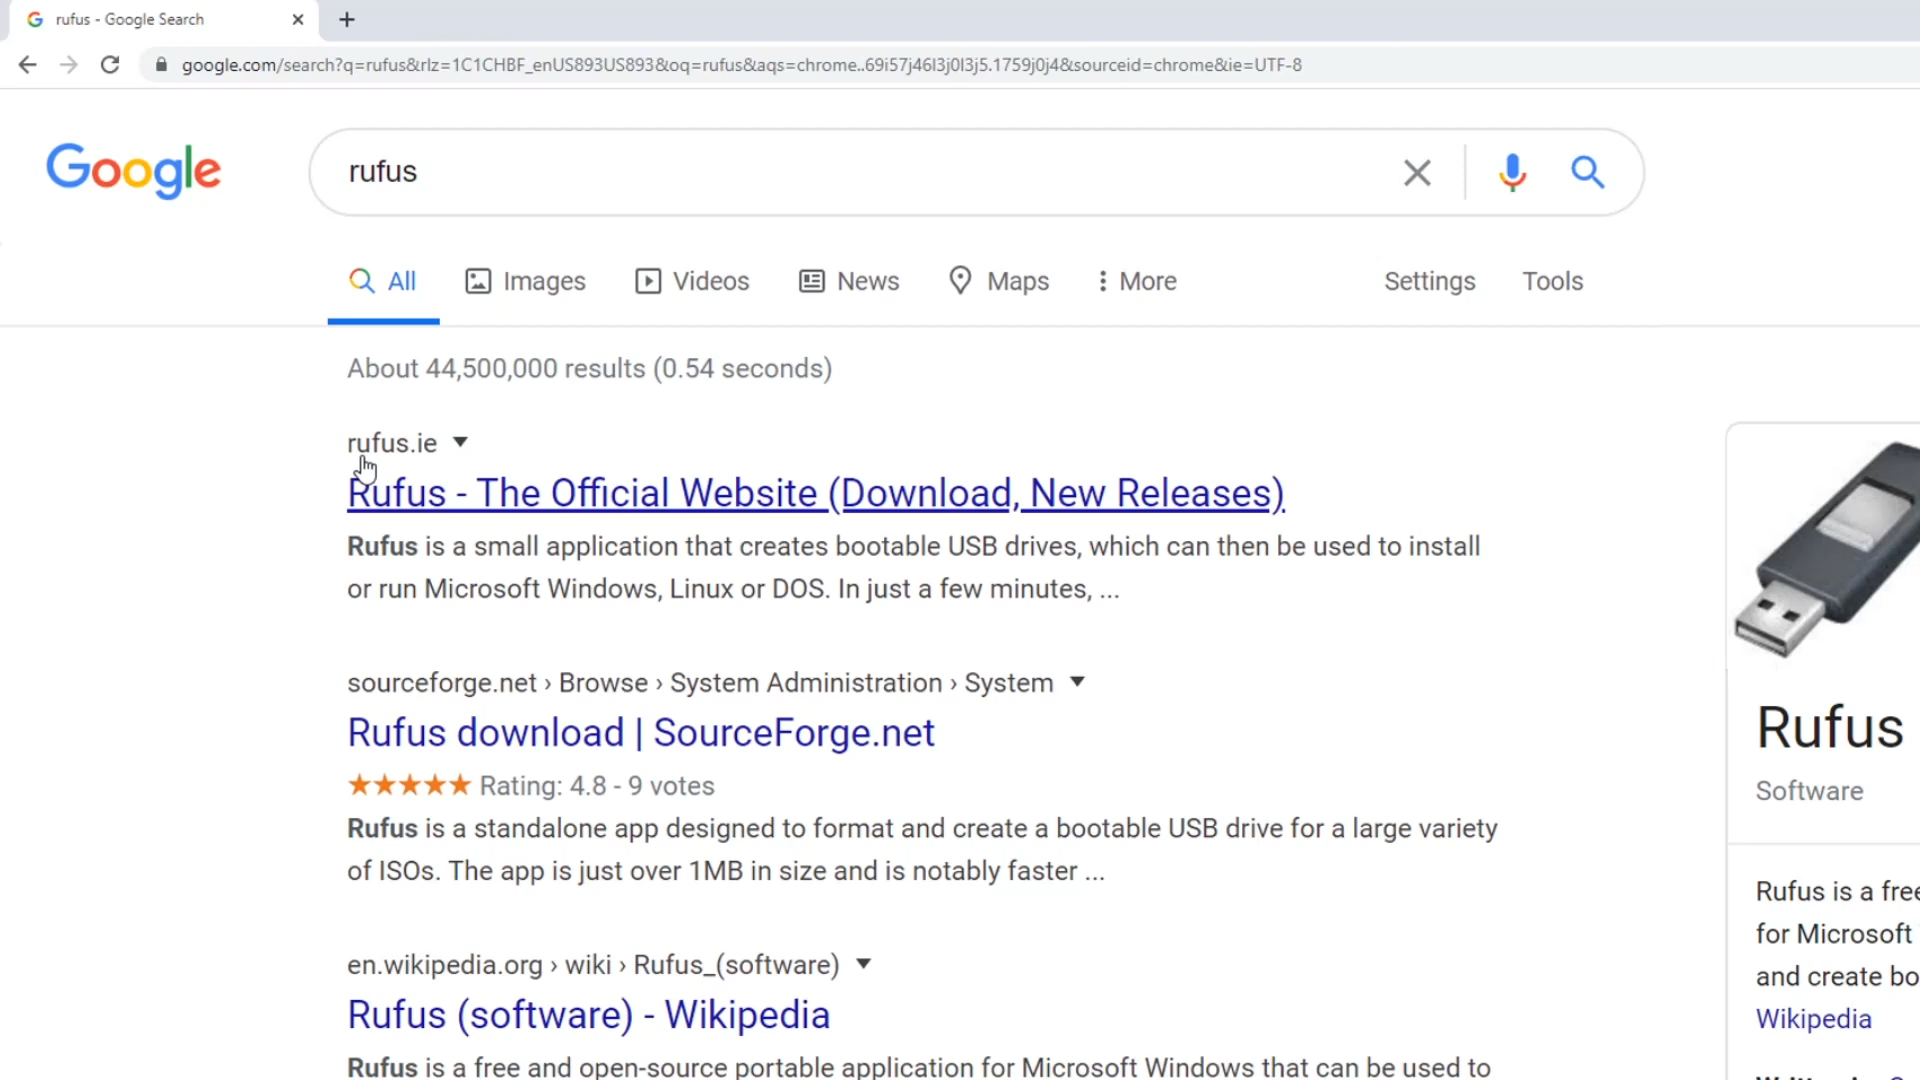 rufus - Google Search
google.com/search?q=rufus&rlz=1C1CHBF_enUS893US893&oq=rufus&aqs=chrome..69i57j46l3j0l3j5.1759j0j4&sourceid=chrome&ie=UTF-8
Google
rufus
All Images Videos News Maps More Settings Tools
About 44,500,000 results (0.54 seconds)
rufus.ie
Rufus - The Official Website (Download, New Releases)
Rufus is a small application that creates bootable USB drives, which can then be used to install
or run Microsoft Windows, Linux or DOS. In just a few minutes, ...
sourceforge.net › Browse › System Administration › System
Rufus download | SourceForge.net
Rating: 4.8 - 9 votes
Rufus is a standalone app designed to format and create a bootable USB drive for a large variety
of ISOs. The app is just over 1MB in size and is notably faster ...
en.wikipedia.org › wiki › Rufus_(software)
Rufus (software) - Wikipedia
Rufus is a free and open-source portable application for Microsoft Windows that can be used to
Rufus
Software
Rufus is a free
for Microsoft
and create bo
Wikipedia